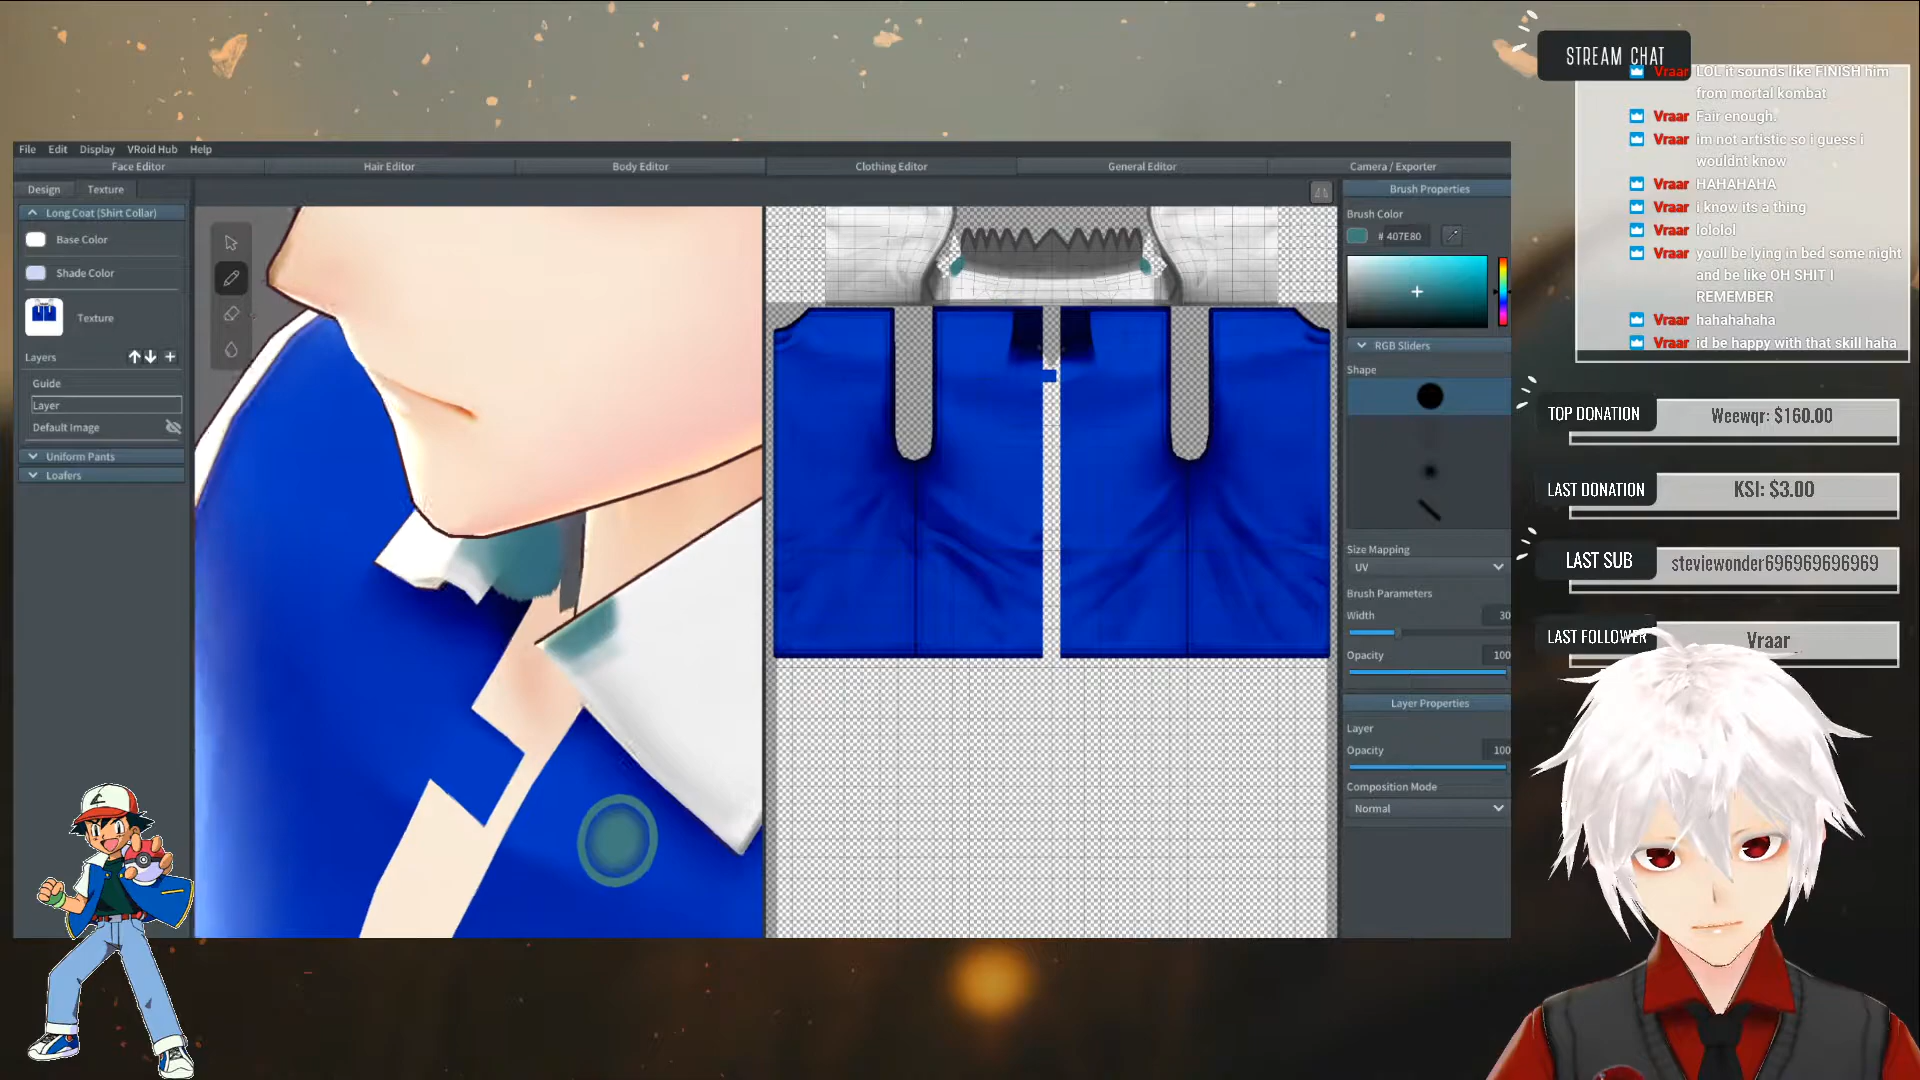 File Edit Display VRoid Hub Help
Face Editor Hair Editor Body Editor Clothing Editor General Editor Camera / Exporter
Design Texture
Long Coat (Shirt Collar)
Base Color
Shade Color
Texture
Layers
Guide
Layer
Default Image
Uniform Pants
Loafers
Brush Properties
Brush Color
# 407E80
RGB Sliders
Shape
Size Mapping
UV
Brush Parameters
Width 30
Opacity 100
Layer Properties
Layer
Opacity 100
Composition Mode
Normal
STREAM CHAT
Vraar LOL it sounds like FINISH him
from mortal kombat
Vraar Fair enough.
Vraar im not artistic so i guess i
wouldnt know
Vraar HAHAHAHA
Vraar i know its a thing
Vraar lololol
Vraar youll be lying in bed some night
and be like OH SHIT I
REMEMBER
Vraar hahahahaha
Vraar id be happy with that skill haha
TOP DONATION Weewqr: $160.00
LAST DONATION KSI: $3.00
LAST SUB steviewonder696969696969
LAST FOLLOWER Vraar